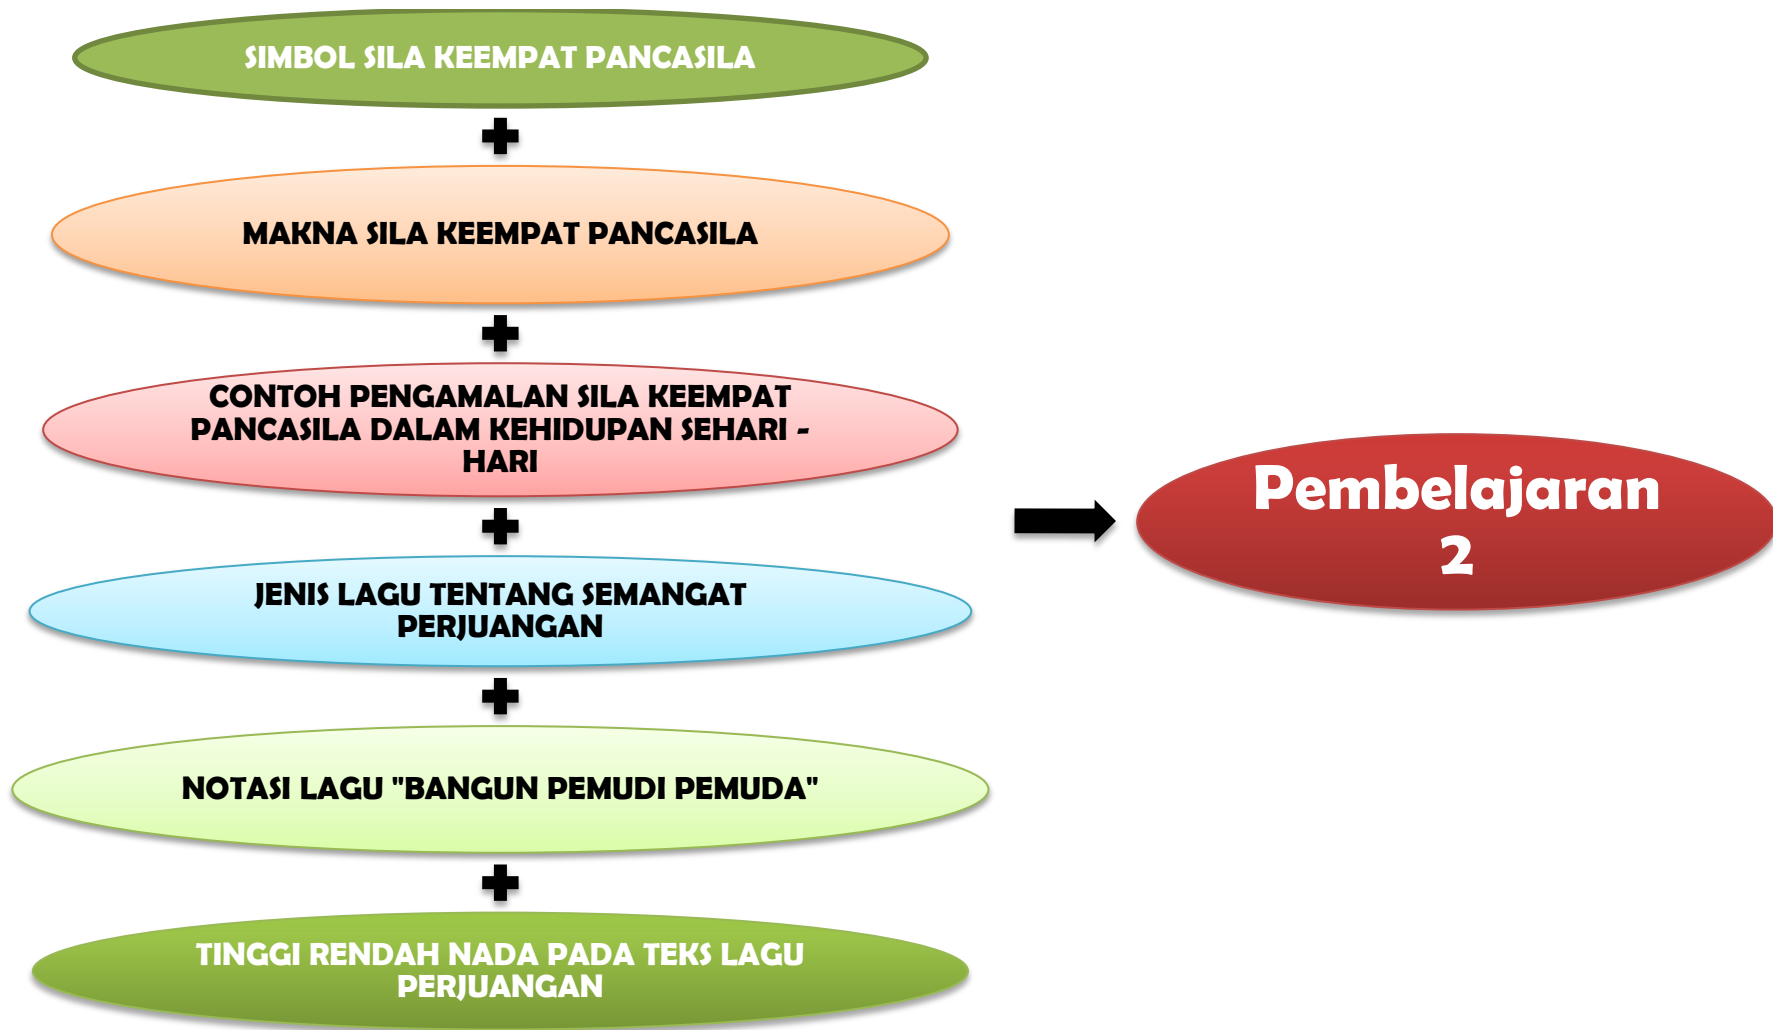 SIMBOL SILA KEEMPAT PANCASILA
MAKNA SILA KEEMPAT PANCASILA
CONTOH PENGAMALAN SILA KEEMPAT
PANCASILA DALAM KEHIDUPAN SEHARI -
HARI
JENIS LAGU TENTANG SEMANGAT
PERJUANGAN
NOTASI LAGU "BANGUN PEMUDI PEMUDA"
TINGGI RENDAH NADA PADA TEKS LAGU
PERJUANGAN
Pembelajaran
2